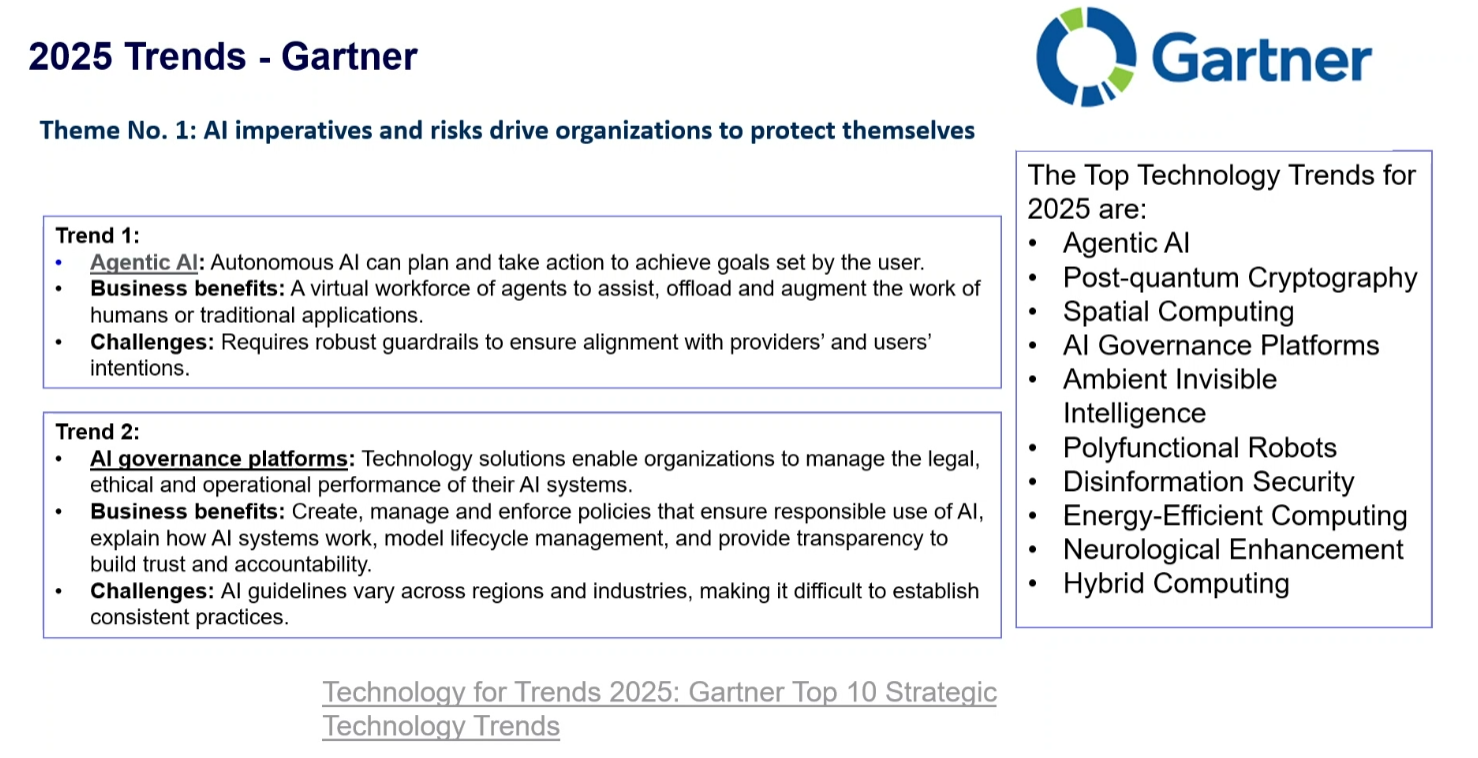 2025 Trends - Gartner
Gartner
Theme No. 1: AI imperatives and risks drive organizations to protect themselves
Trend 1:
• Agentic AI: Autonomous AI can plan and take action to achieve goals set by the user.
• Business benefits: A virtual workforce of agents to assist, offload and augment the work of
humans or traditional applications.
• Challenges: Requires robust guardrails to ensure alignment with providers’ and users’
intentions.
Trend 2:
• AI governance platforms: Technology solutions enable organizations to manage the legal,
ethical and operational performance of their AI systems.
• Business benefits: Create, manage and enforce policies that ensure responsible use of AI,
explain how AI systems work, model lifecycle management, and provide transparency to
build trust and accountability.
• Challenges: AI guidelines vary across regions and industries, making it difficult to establish
consistent practices.
The Top Technology Trends for
2025 are:
• Agentic AI
• Post-quantum Cryptography
• Spatial Computing
• AI Governance Platforms
• Ambient Invisible
Intelligence
• Polyfunctional Robots
• Disinformation Security
• Energy-Efficient Computing
• Neurological Enhancement
• Hybrid Computing
Technology for Trends 2025: Gartner Top 10 Strategic
Technology Trends